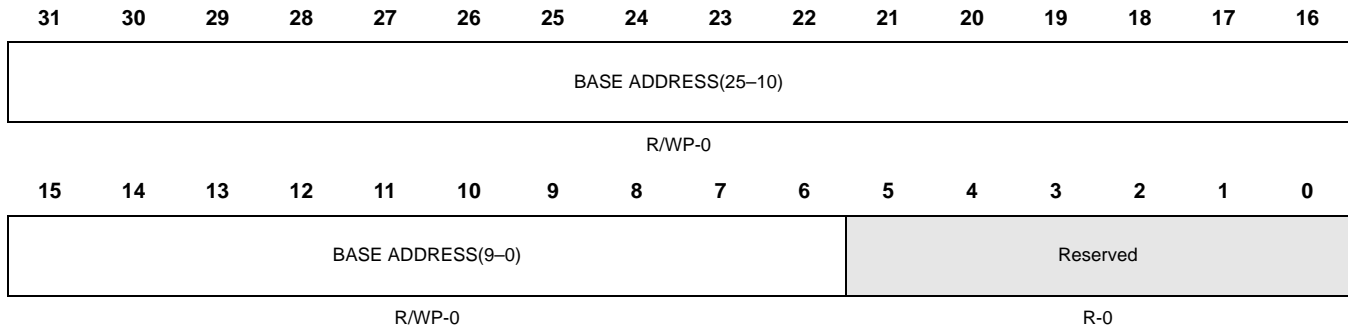 31 30 29 28 27 26 25 24 23 22 21 20 19 18 17 16
BASE ADDRESS(25–10)
R/WP-0
15 14 13 12 11 10 9 8 7 6 5 4 3 2 1 0
BASE ADDRESS(9–0) Reserved
R/WP-0 R-0